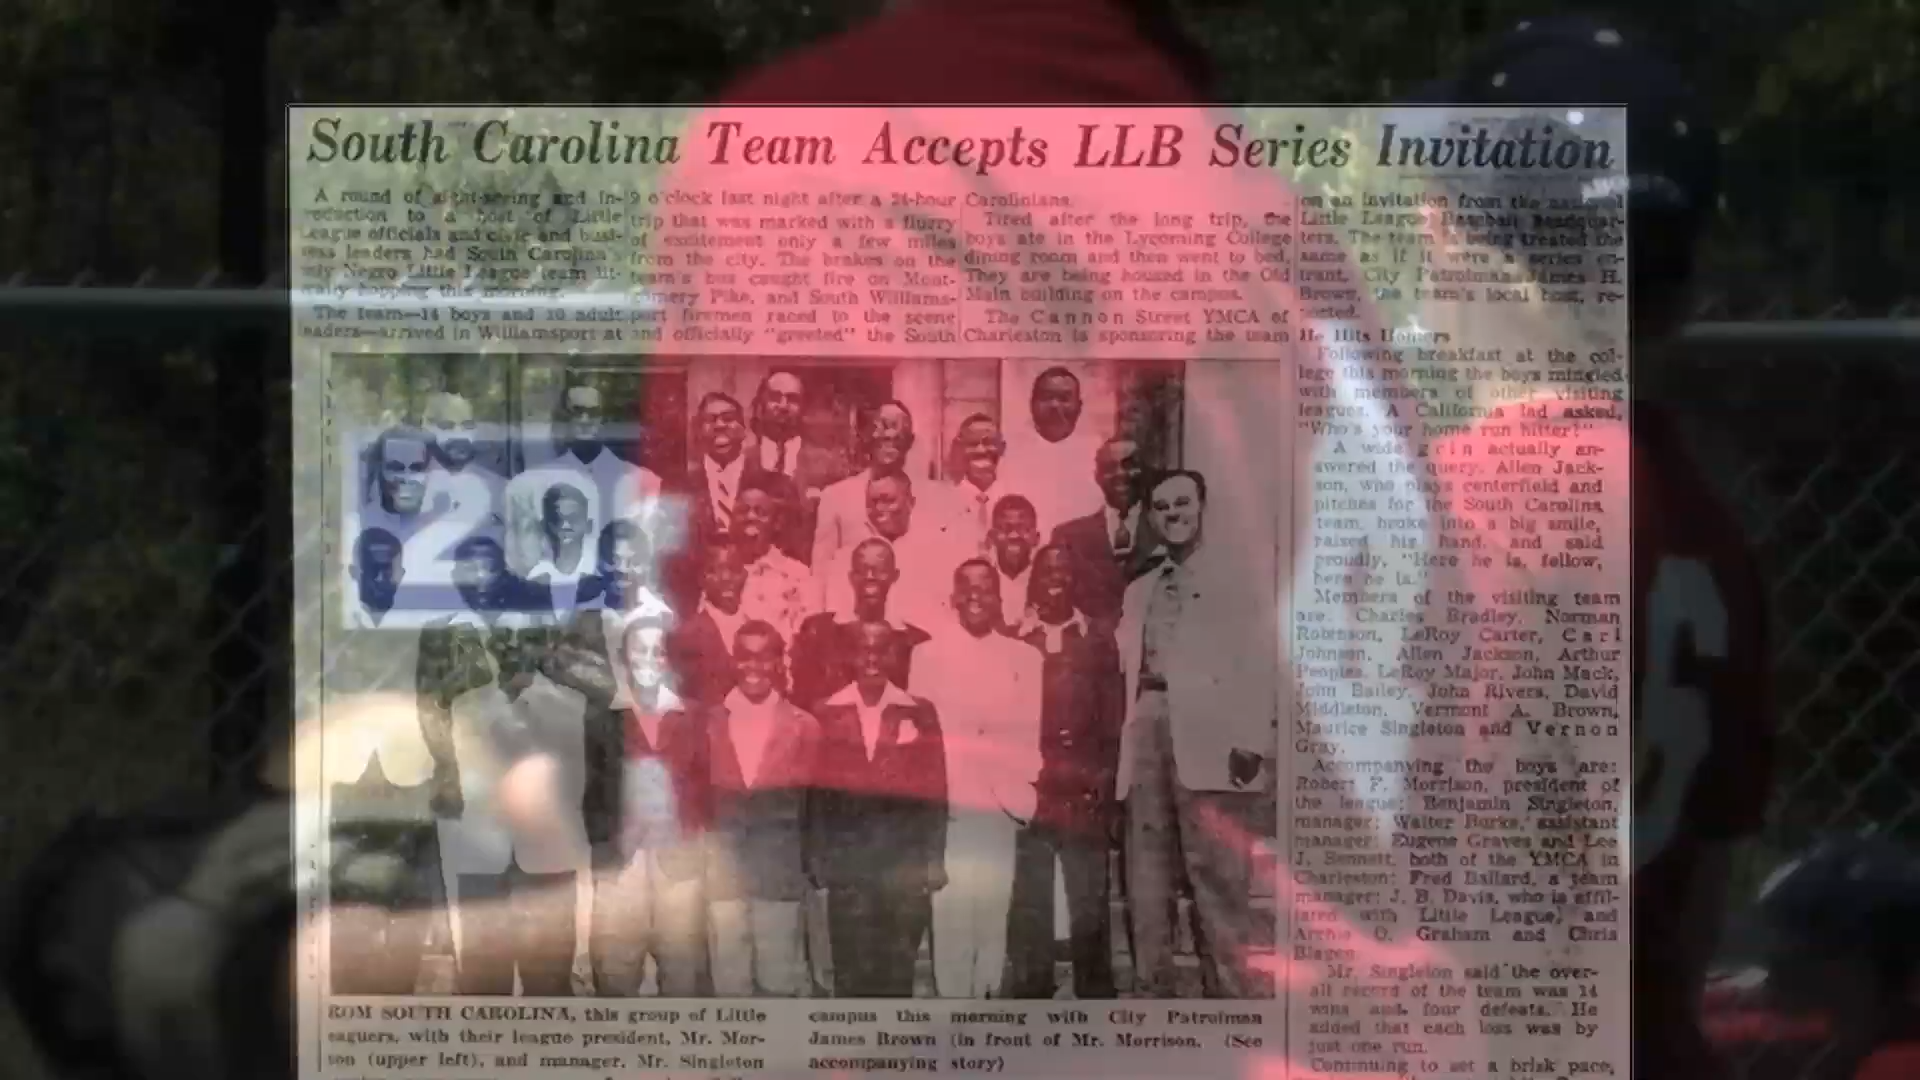 South Carolina Team Accepts LLB Series Invitation
A round of sight-seeing and in-
to a host of Little
League officials and civic and busi-
ness leaders had South Carolina's
only Negro Little League team lit-
hopping this morning.
The team—14 boys and 10 adult
leaders—arrived in Williamsport at
9 o'clock last night after a 24-hour
trip that was marked with a flurry
of excitement only a few miles
from the city. The brakes on the
team's bus caught fire on Mont-
gomery Pike, and South Williams-
port firemen raced to the scene
and officially "greeted" the South
Carolinians.
Tired after the long trip, the
boys ate in the Lycoming College
dining room and then went to bed.
They are being housed in the Old
Main building on the campus.
The Cannon Street YMCA of
Charleston is sponsoring the team
on an invitation from the national
Little League Baseball headquar-
ters. The team is being treated the
same as if it were a series en-
trant, City Patrolman James H.
Brown, the team's local host, re-
ported.
He Hits Homers
Following breakfast at the col-
lege this morning the boys mingled
with members of other visiting
leagues. A California lad asked,
"Who's your home run hitter?"
A wide grin actually an-
swered the query. Allen Jack-
son, who plays centerfield and
pitches for the South Carolina
team, broke into a big smile,
raised his hand, and said
proudly, "Here he is, fellow,
here he is."
Members of the visiting team
are: Charles Bradley, Norman
Robinson, LeRoy Carter, Carl
Johnson, Allen Jackson, Arthur
Peoples, LeRoy Major, John Mack,
John Bailey, John Rivers, David
Middleton, Vermont A. Brown,
Maurice Singleton and Vernon
Gray.
Accompanying the boys are:
Robert F. Morrison, president of
the league; Benjamin Singleton,
manager; Walter Burke, assistant
manager; Eugene Graves and Lee
J. Bennett, both of the YMCA in
Charleston; Fred Ballard, a team
manager; J. B. Davis, who is affil-
iated with Little League, and
Archie O. Graham and Chris
Mr. Singleton said the over-
all record of the team was 14
wins and four defeats. He
added that each loss was by
just one run.
Continuing to set a brisk pace,
20
6
ROM SOUTH CAROLINA, this group of Little
eaguers, with their league president, Mr. Mor-
son (upper left), and manager, Mr. Singleton
campus this morning with City Patrolman
James Brown (in front of Mr. Morrison. (See
accompanying story)